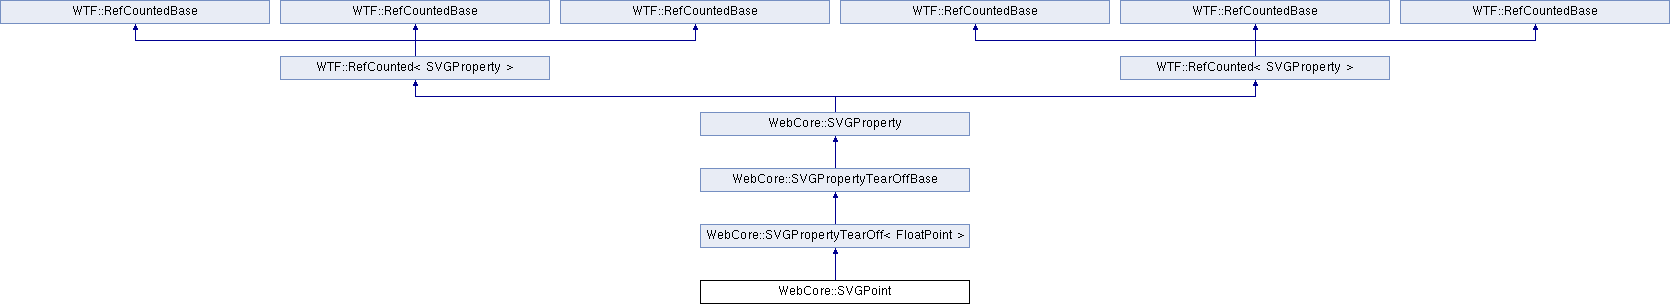 WTF::RefCountedBase
WTF::RefCountedBase
WTF::RefCountedBase
WTF::RefCountedBase
WTF::RefCountedBase
WTF::RefCountedBase
WTF::RefCounted< SVGProperty >
WTF::RefCounted< SVGProperty >
WebCore::SVGProperty
WebCore::SVGPropertyTearOffBase
WebCore::SVGPropertyTearOff< FloatPoint >
WebCore::SVGPoint